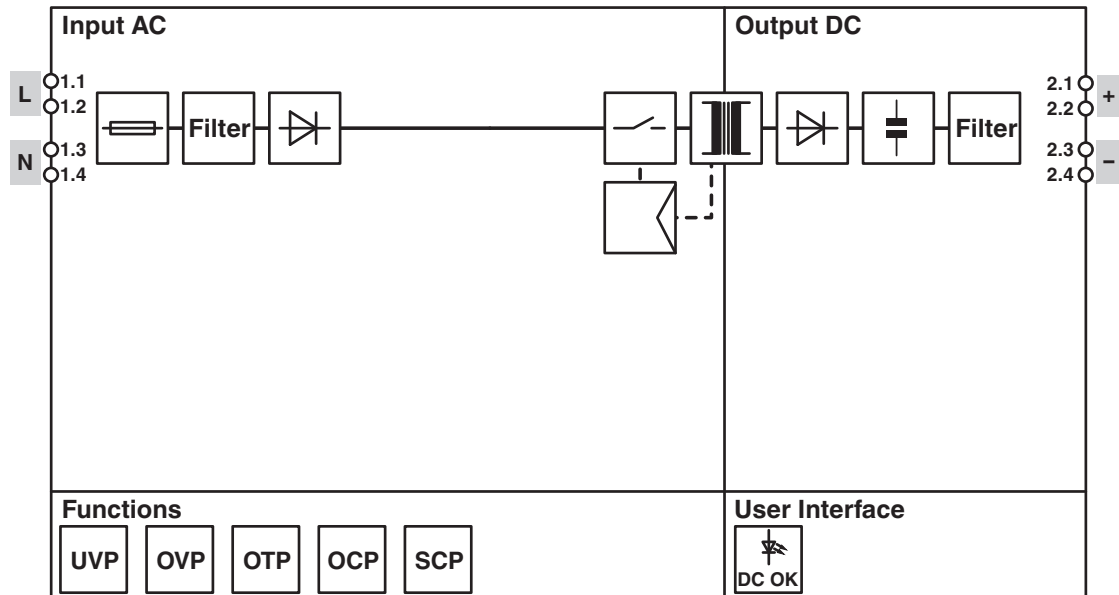 Input AC
Output DC
L
1.1
1.2
N
1.3
1.4
Filter
Filter
2.1
2.2
+
2.3
2.4
−
Functions
UVP
OVP
OTP
OCP
SCP
User Interface
DC OK